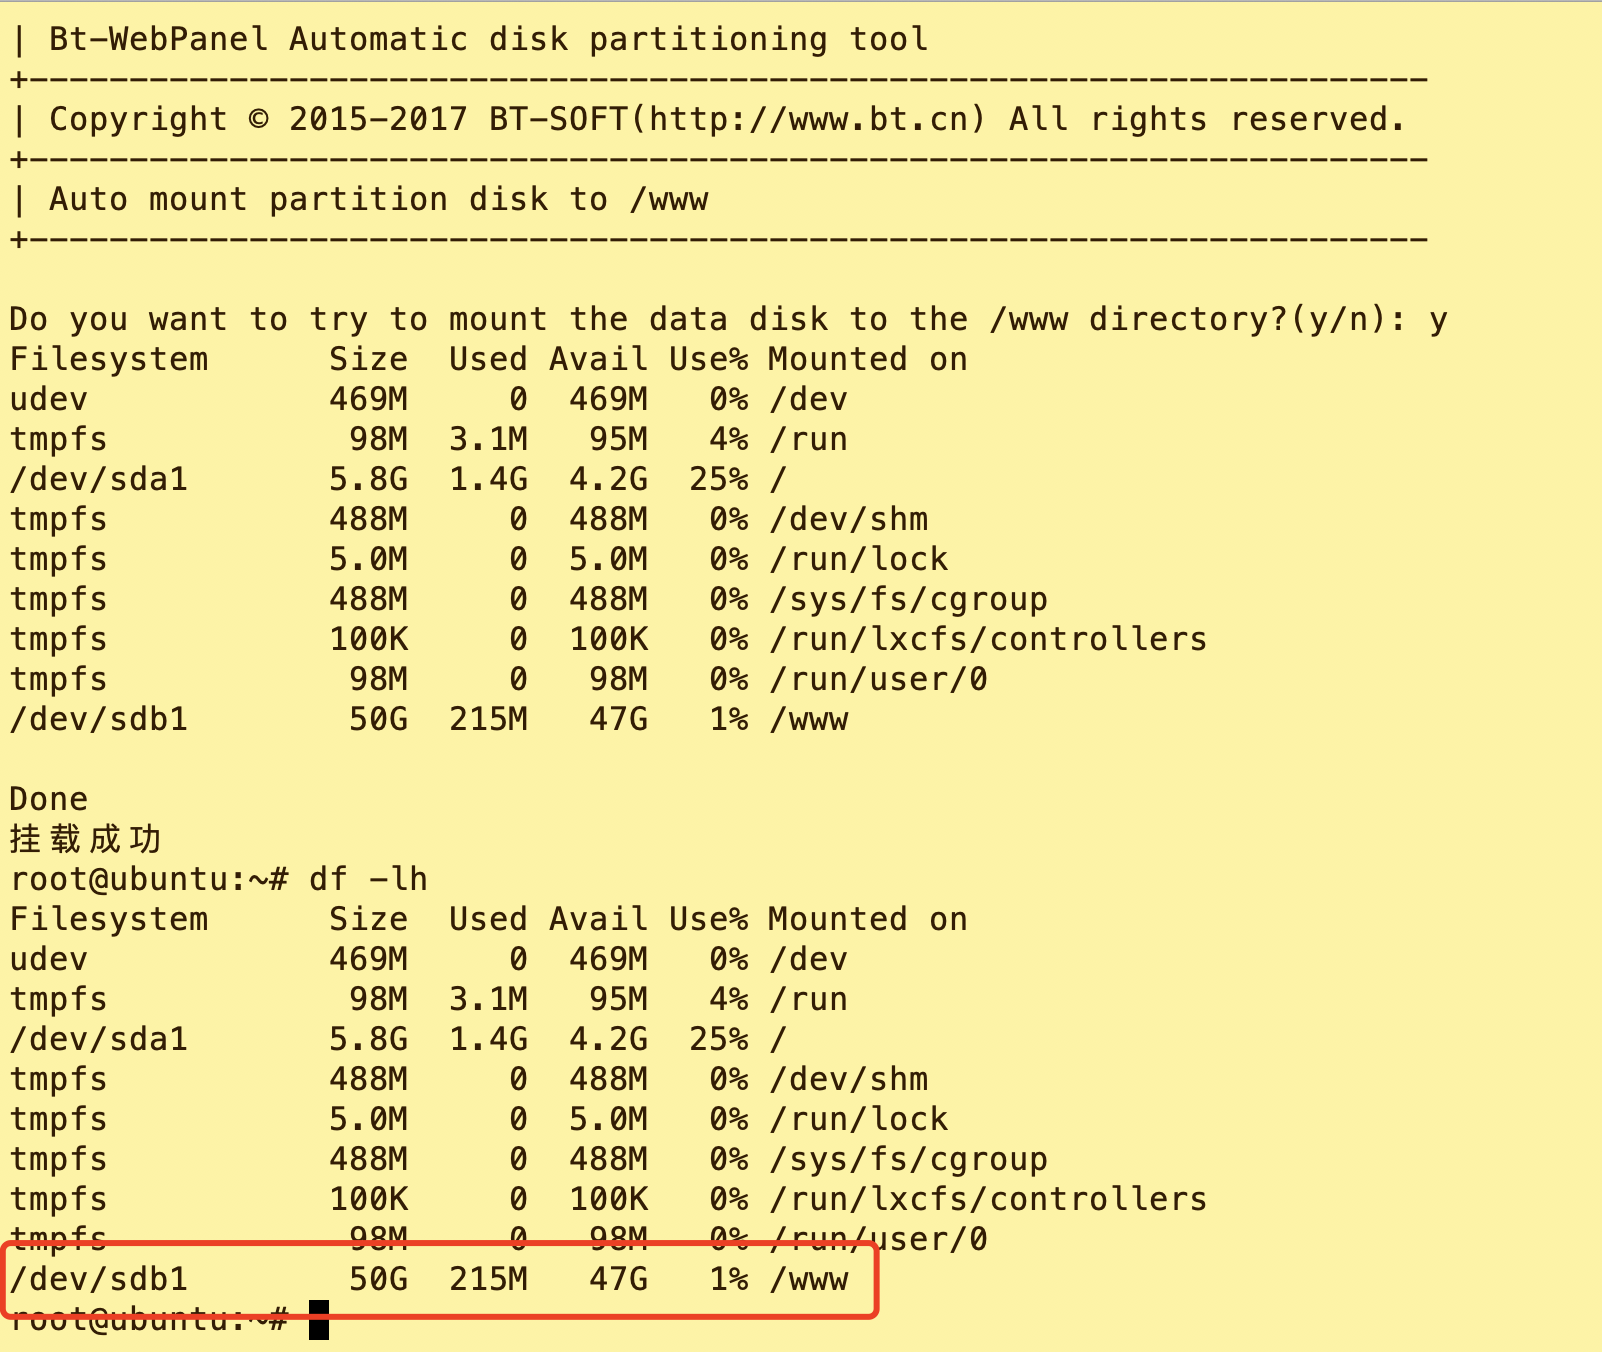 | Bt-WebPanel Automatic disk partitioning tool
+----------------------------------------------------------------------
| Copyright © 2015-2017 BT-SOFT(http://www.bt.cn) All rights reserved.
+----------------------------------------------------------------------
| Auto mount partition disk to /www
+----------------------------------------------------------------------
Do you want to try to mount the data disk to the /www directory?(y/n): y
Filesystem      Size  Used Avail Use% Mounted on
udev            469M     0  469M   0% /dev
tmpfs            98M  3.1M   95M   4% /run
/dev/sda1       5.8G  1.4G  4.2G  25% /
tmpfs           488M     0  488M   0% /dev/shm
tmpfs           5.0M     0  5.0M   0% /run/lock
tmpfs           488M     0  488M   0% /sys/fs/cgroup
tmpfs           100K     0  100K   0% /run/lxcfs/controllers
tmpfs            98M     0   98M   0% /run/user/0
/dev/sdb1        50G  215M   47G   1% /www
Done
挂载成功
root@ubuntu:~# df -lh
Filesystem      Size  Used Avail Use% Mounted on
udev            469M     0  469M   0% /dev
tmpfs            98M  3.1M   95M   4% /run
/dev/sda1       5.8G  1.4G  4.2G  25% /
tmpfs           488M     0  488M   0% /dev/shm
tmpfs           5.0M     0  5.0M   0% /run/lock
tmpfs           488M     0  488M   0% /sys/fs/cgroup
tmpfs           100K     0  100K   0% /run/lxcfs/controllers
tmpfs            98M     0   98M   0% /run/user/0
/dev/sdb1        50G  215M   47G   1% /www
root@ubuntu:~#